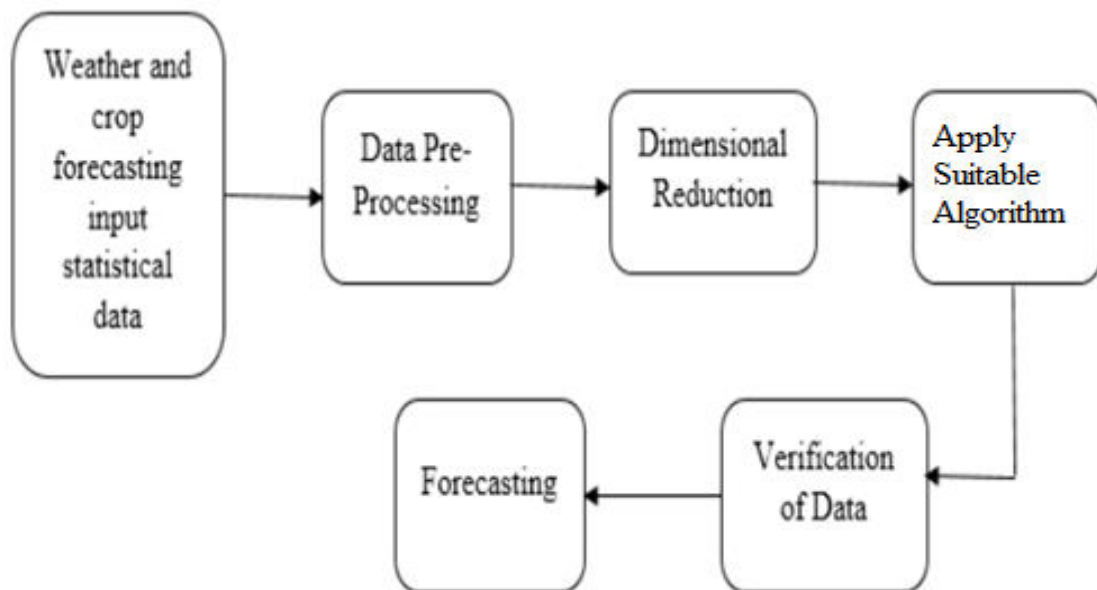 Weather and
crop
forecasting
input
statistical
data
Data Pre-
Processing
Dimensional
Reduction
Apply
Suitable
Algorithm
Verification
of Data
Forecasting